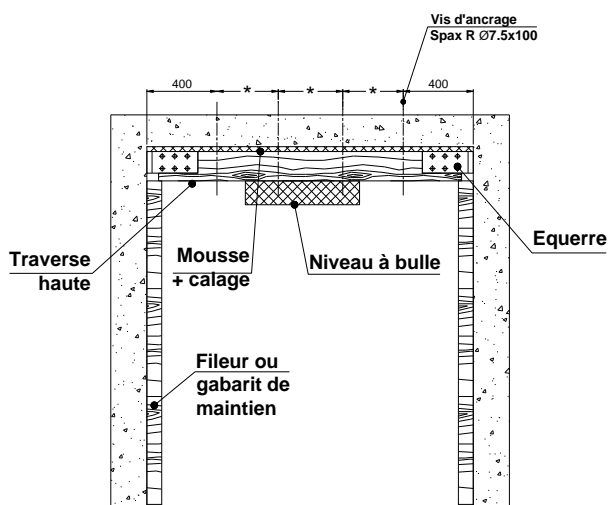 Vis d'ancrage
Spax R Ø7.5x100
400 * * * 400
Traverse
haute
Mousse
+ calage
Niveau à bulle
Equerre
Fileur ou
gabarit de
maintien